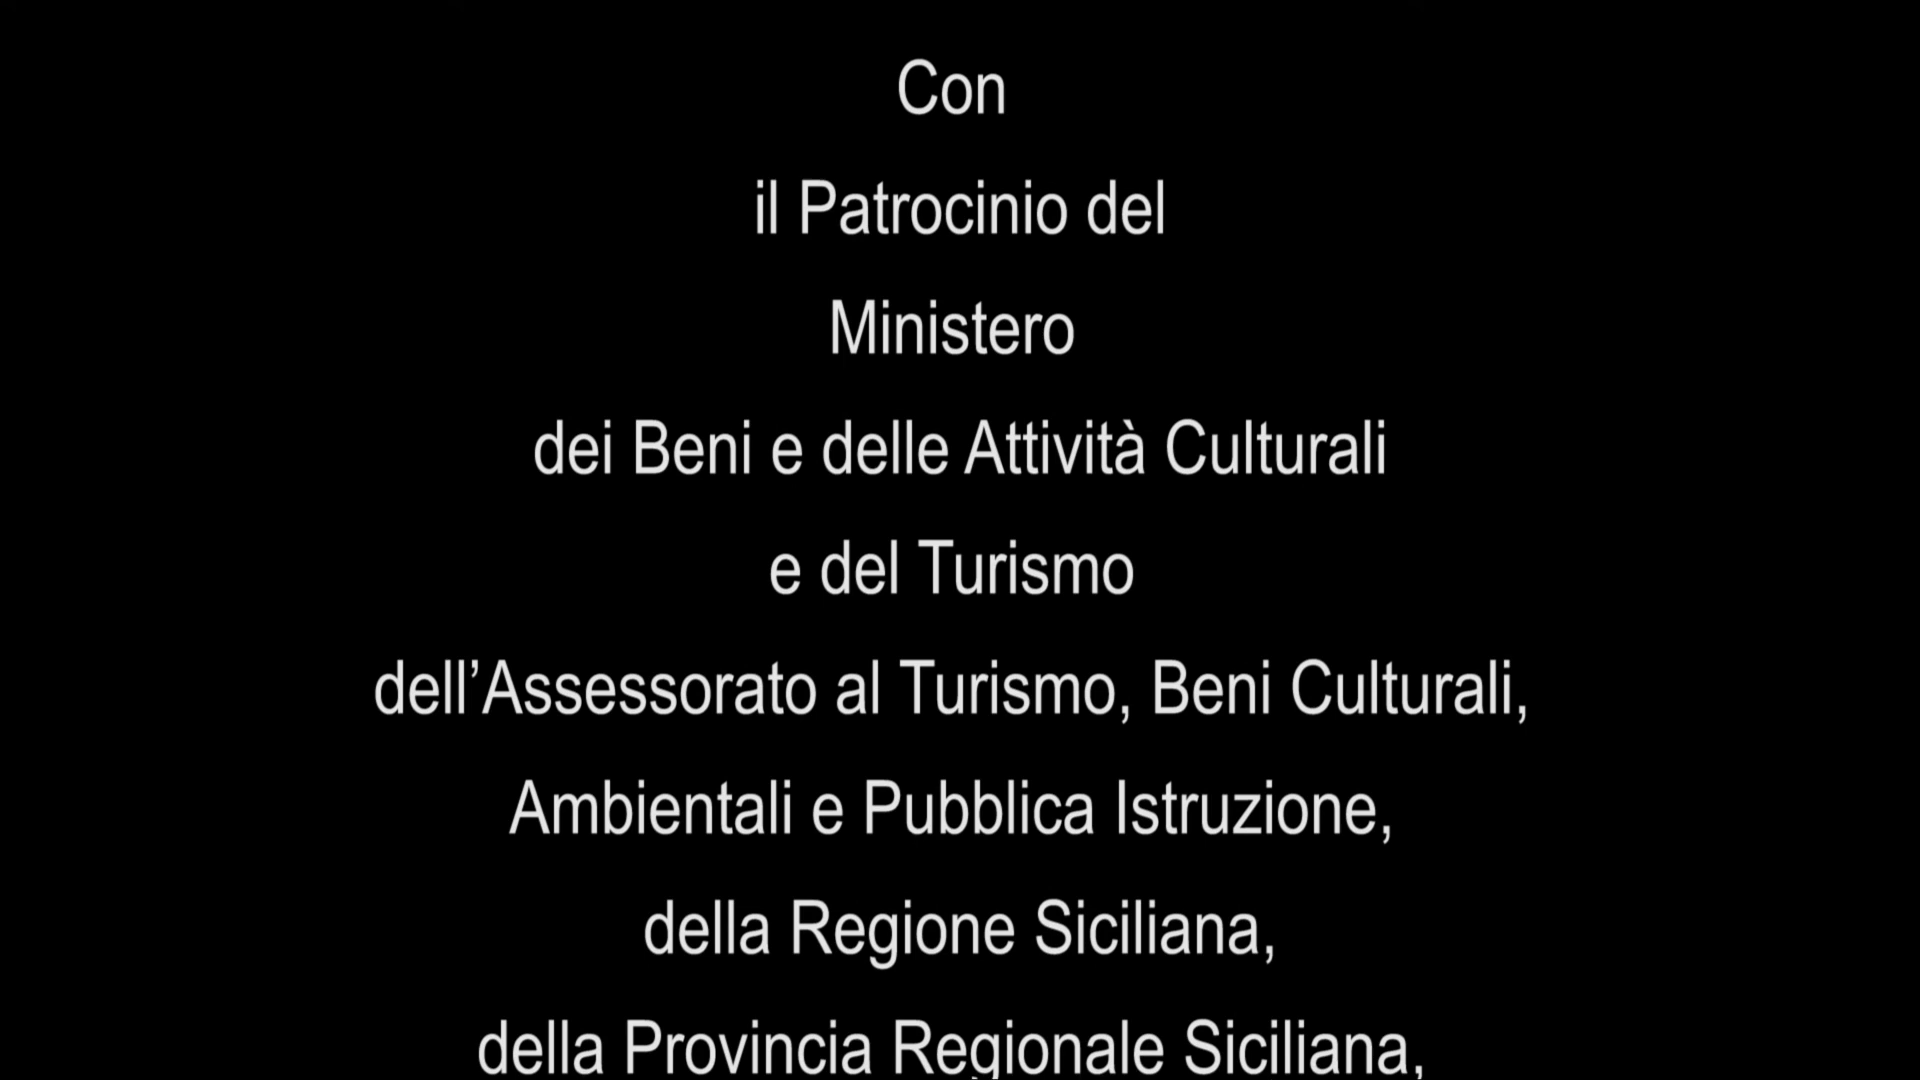 Con
il Patrocinio del
Ministero
dei Beni e delle Attività Culturali
e del Turismo
dell’Assessorato al Turismo, Beni Culturali,
Ambientali e Pubblica Istruzione,
della Regione Siciliana,
della Provincia Regionale Siciliana,